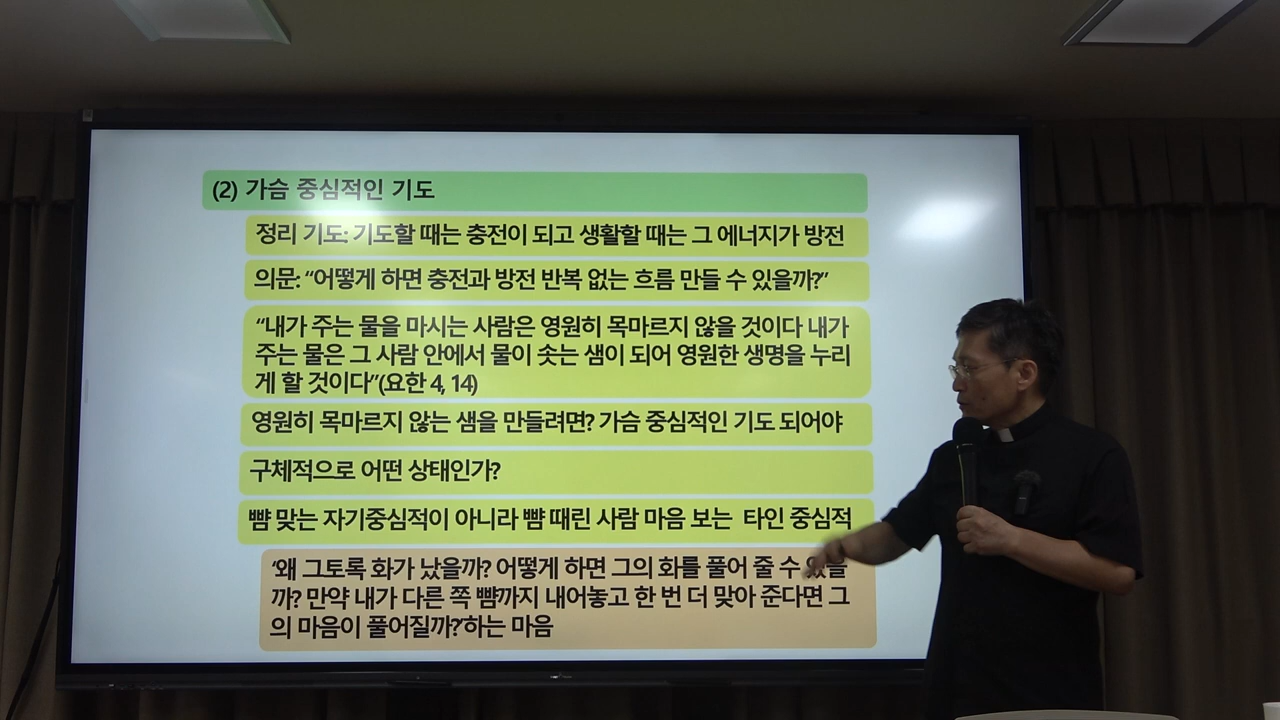 (2) 가슴 중심적인 기도
정리 기도: 기도할 때는 충전이 되고 생활할 때는 그 에너지가 방전
의문: “어떻게 하면 충전과 방전 반복 없는 흐름 만들 수 있을까?”
“내가 주는 물을 마시는 사람은 영원히 목마르지 않을 것이다 내가
주는 물은 그 사람 안에서 물이 솟는 샘이 되어 영원한 생명을 누리
게 할 것이다”(요한 4, 14)
영원히 목마르지 않는 샘을 만들려면? 가슴 중심적인 기도 되어야
구체적으로 어떤 상태인가?
뺨 맞는 자기중심적이 아니라 뺨 때린 사람 마음 보는 타인 중심적
‘왜 그토록 화가 났을까? 어떻게 하면 그의 화를 풀어 줄 수 있을
까? 만약 내가 다른 쪽 뺨까지 내어놓고 한 번 더 맞아 준다면 그
의 마음이 풀어질까?’하는 마음